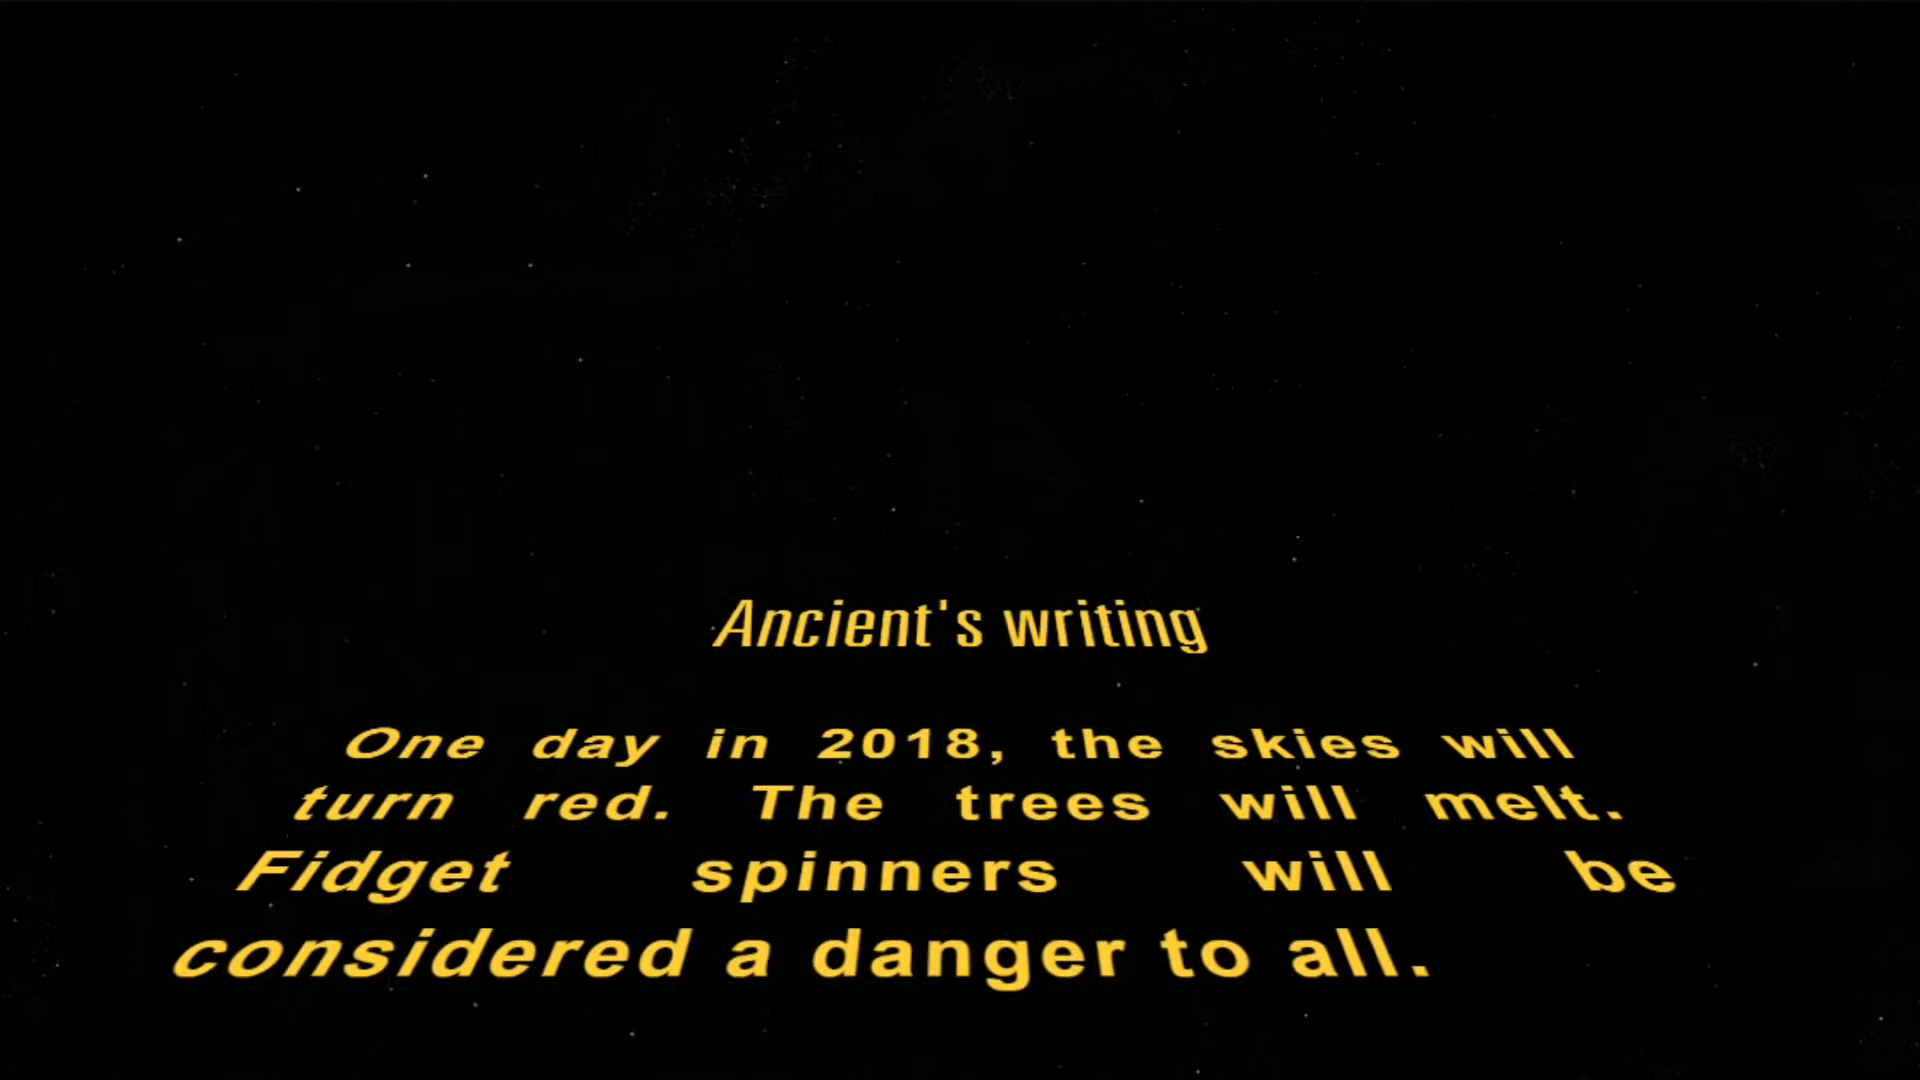 Ancient's writing
One day in 2018, the skies will
turn red. The trees will melt.
Fidget spinners will be
considered a danger to all.